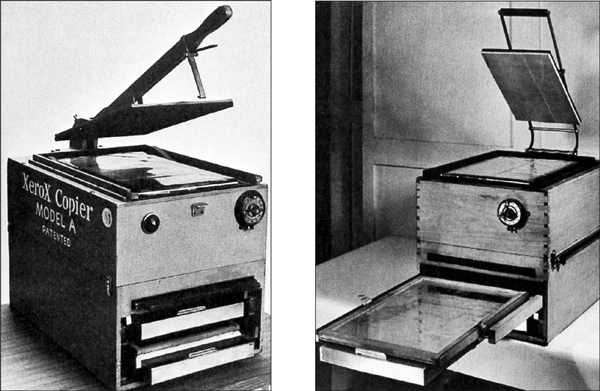 XeroX Copier
MODEL A
PATENTED